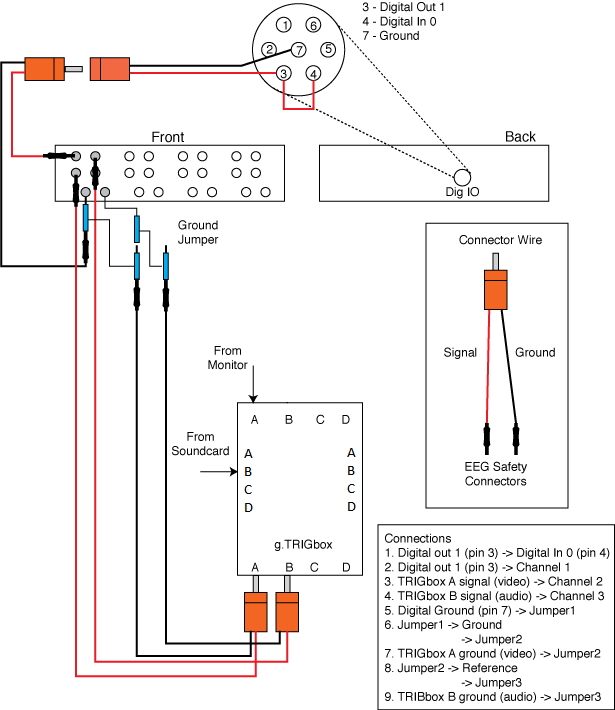 3 - Digital Out 1
4 - Digital In 0
7 - Ground
1 6
2 7 5
3 4
Front
Back
Dig IO
Ground
Jumper
Connector Wire
Signal Ground
EEG Safety
Connectors
From
Monitor
From
Soundcard
A B C D
A A
B B
C C
D D
g.TRIGbox
A B C D
Connections
1. Digital out 1 (pin 3) -> Digital In 0 (pin 4)
2. Digital out 1 (pin 3) -> Channel 1
3. TRIGbox A signal (video) -> Channel 2
4. TRIGbox B signal (audio) -> Channel 3
5. Digital Ground (pin 7) -> Jumper1
6. Jumper1 -> Ground
-> Jumper2
7. TRIGbox A ground (video) -> Jumper2
8. Jumper2 -> Reference
-> Jumper3
9. TRIBbox B ground (audio) -> Jumper3